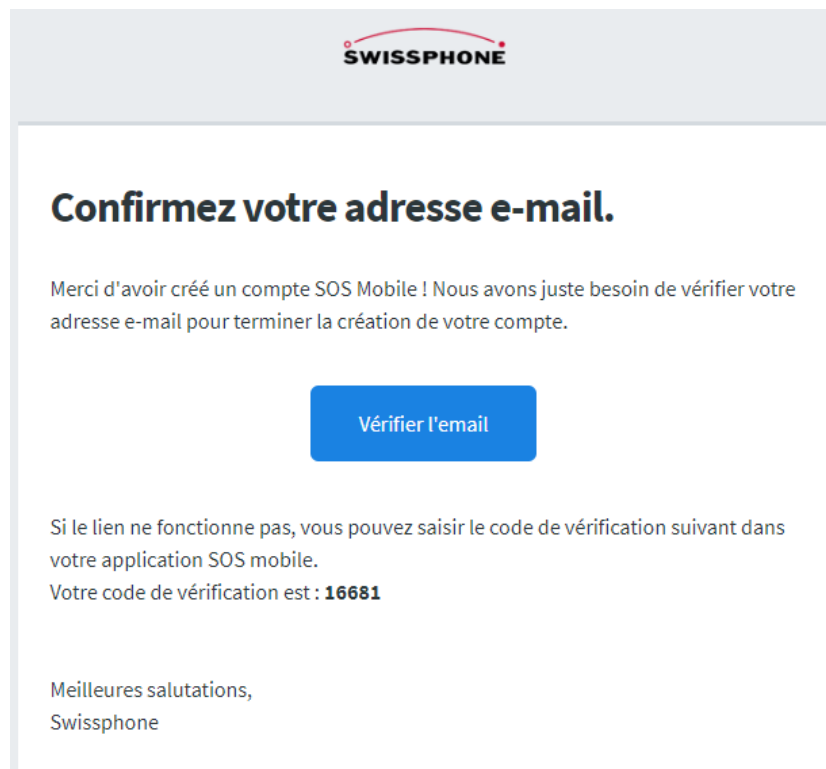 SWISSPHONE
Confirmez votre adresse e-mail.
Merci d'avoir créé un compte SOS Mobile ! Nous avons juste besoin de vérifier votre
adresse e-mail pour terminer la création de votre compte.
Vérifier l'email
Si le lien ne fonctionne pas, vous pouvez saisir le code de vérification suivant dans
votre application SOS mobile.
Votre code de vérification est : 16681
Meilleures salutations,
Swissphone